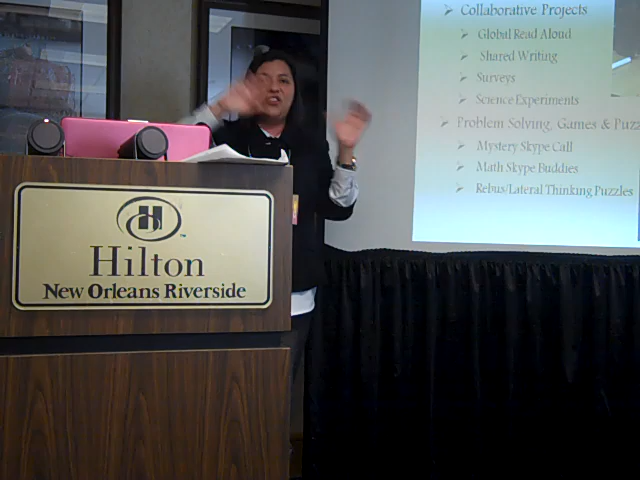 Hilton
New Orleans Riverside
Collaborative Projects
Global Read Aloud
Shared Writing
Surveys
Science Experiments
Problem Solving, Games & Puzz
Mystery Skype Call
Math Skype Buddies
Rebus/Lateral Thinking Puzzles